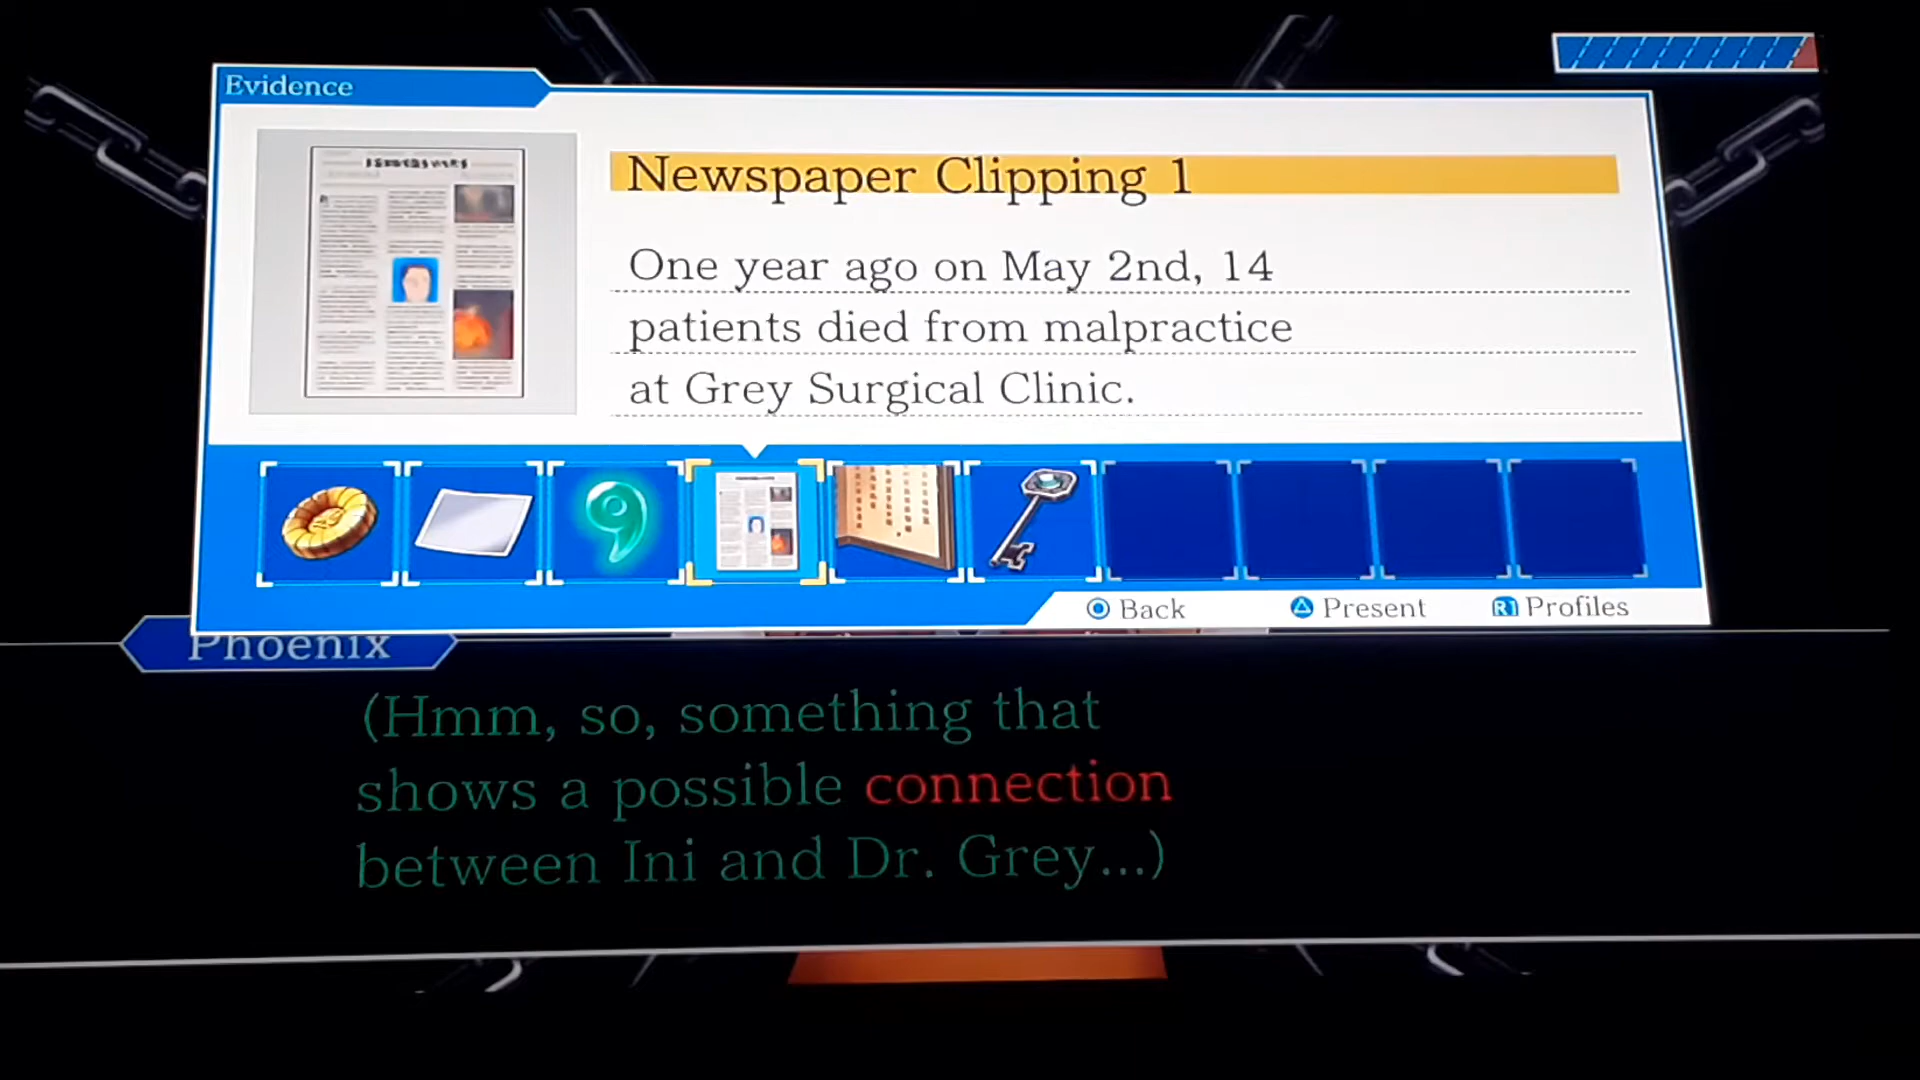 Evidence
Newspaper Clipping 1
One year ago on May 2nd, 14
patients died from malpractice
at Grey Surgical Clinic.
Back
Present
R1 Profiles
Phoenix
(Hmm, so, something that
shows a possible connection
between Ini and Dr. Grey...)